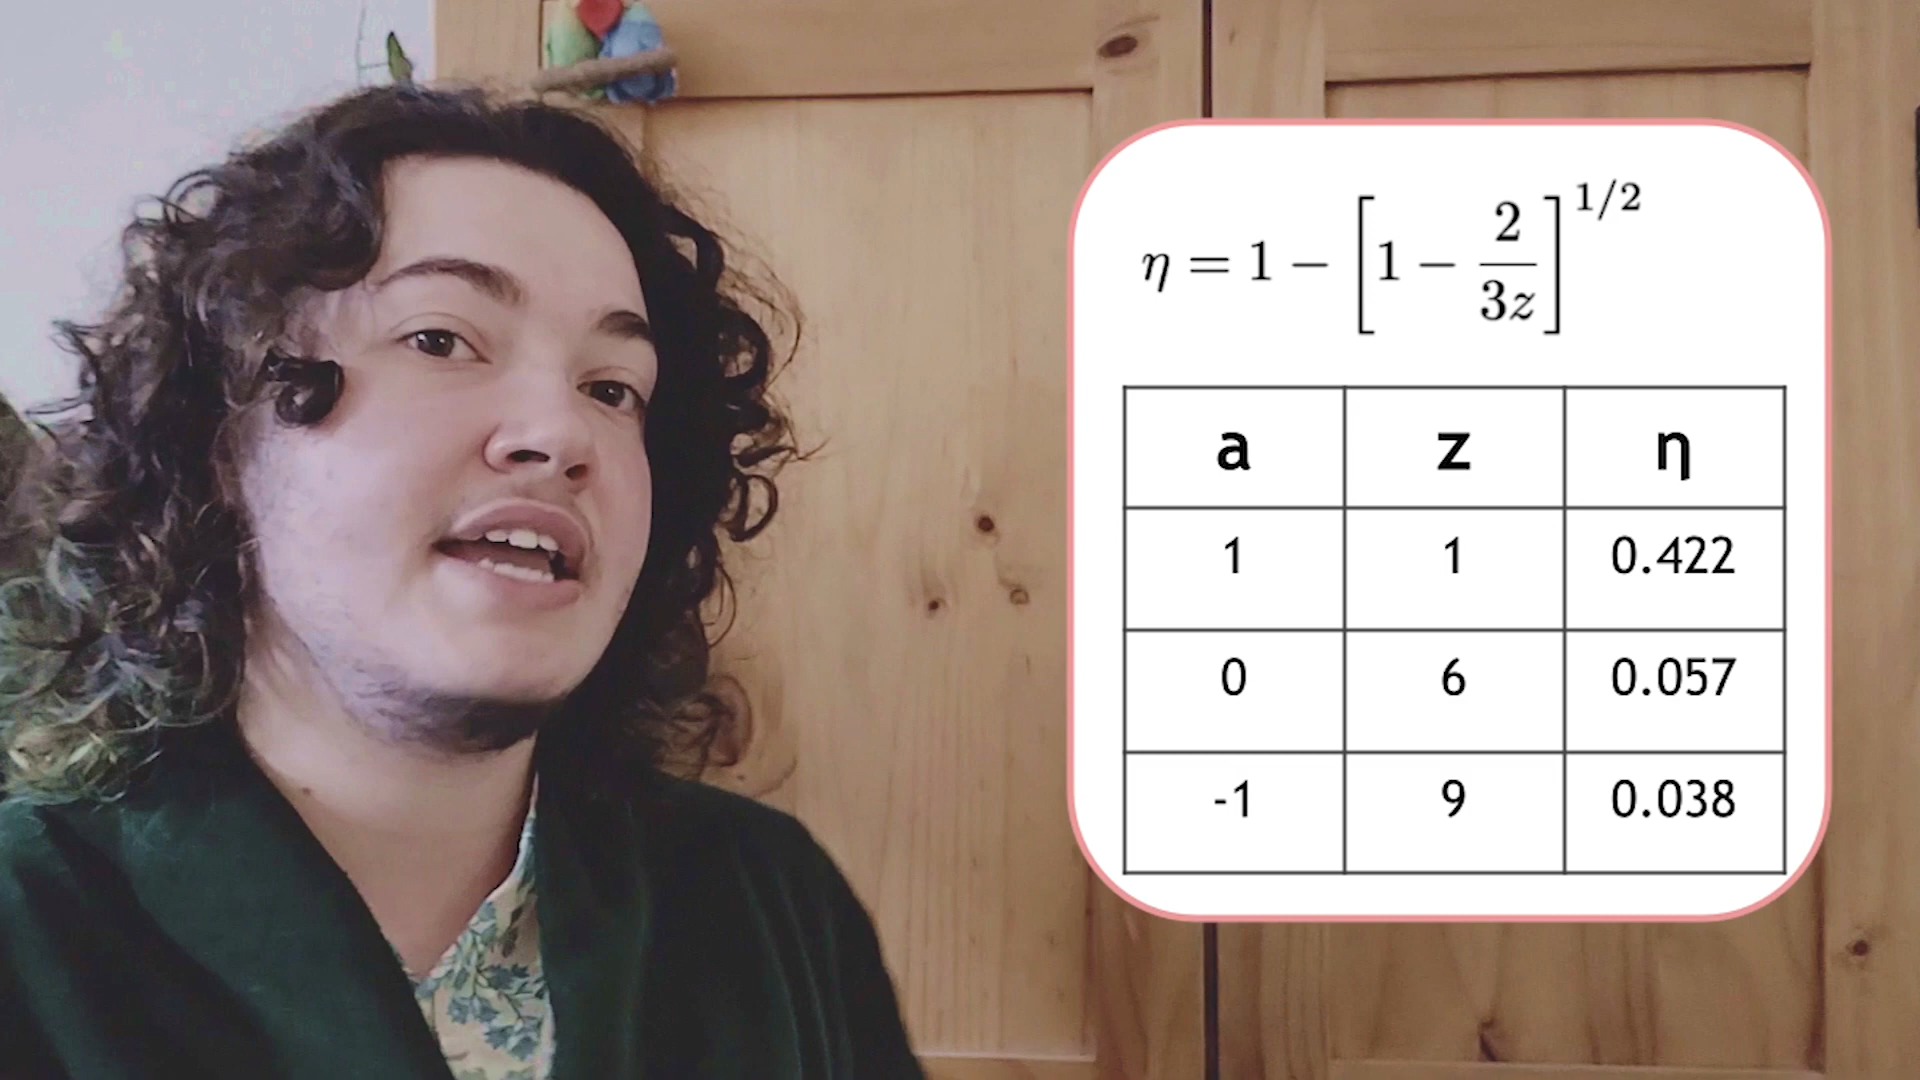 η = 1 − [1 − 2/3z]^1/2
a z η
1 1 0.422
0 6 0.057
-1 9 0.038